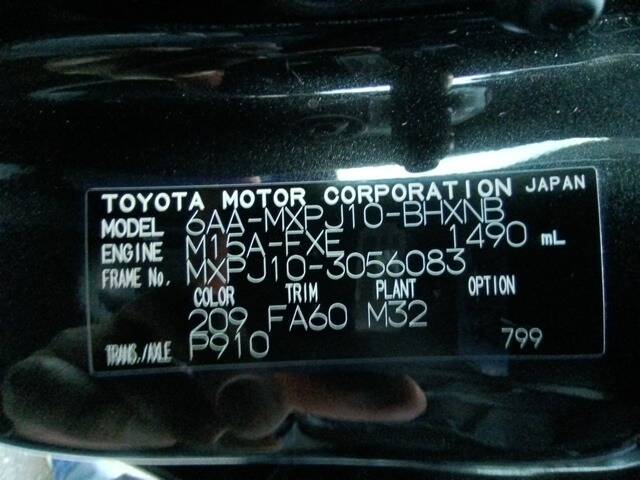 TOYOTA MOTOR CORPORATION JAPAN
MODEL 6AA-MXPJ10-BHXNB
ENGINE M15A-FXE 1490 mL
FRAME No. MXPJ10-3056083
COLOR TRIM PLANT OPTION
209 FA60 M32
TRANS./AXLE P910 799